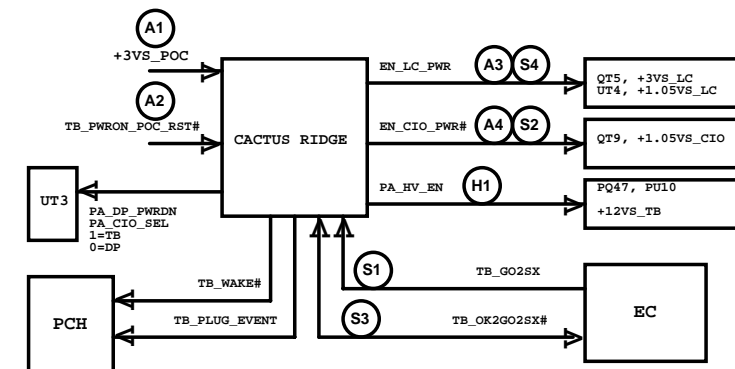 A1
+3VS_POC
A2
TB_PWRON_POC_RST#
CACTUS RIDGE
EN_LC_PWR
A3 S4
QT5, +3VS_LC
UT4, +1.05VS_LC
EN_CIO_PWR#
A4 S2
QT9, +1.05VS_CIO
PA_HV_EN
H1
PQ47, PU10
+12VS_TB
UT3
PA_DP_PWRDN
PA_CIO_SEL
1=TB
0=DP
S1
TB_GO2SX
EC
S3
TB_OK2GO2SX#
TB_WAKE#
PCH
TB_PLUG_EVENT